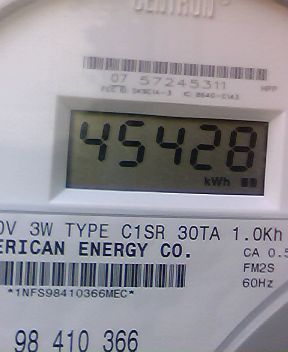 CENTRON
07 57245311
HPP
45428
kWh
0V 3W TYPE C1SR 30TA 1.0Kh
ERICAN ENERGY CO.
CA 0.5
FM2S
60Hz
*1NFS98410366MEC*
98 410 366